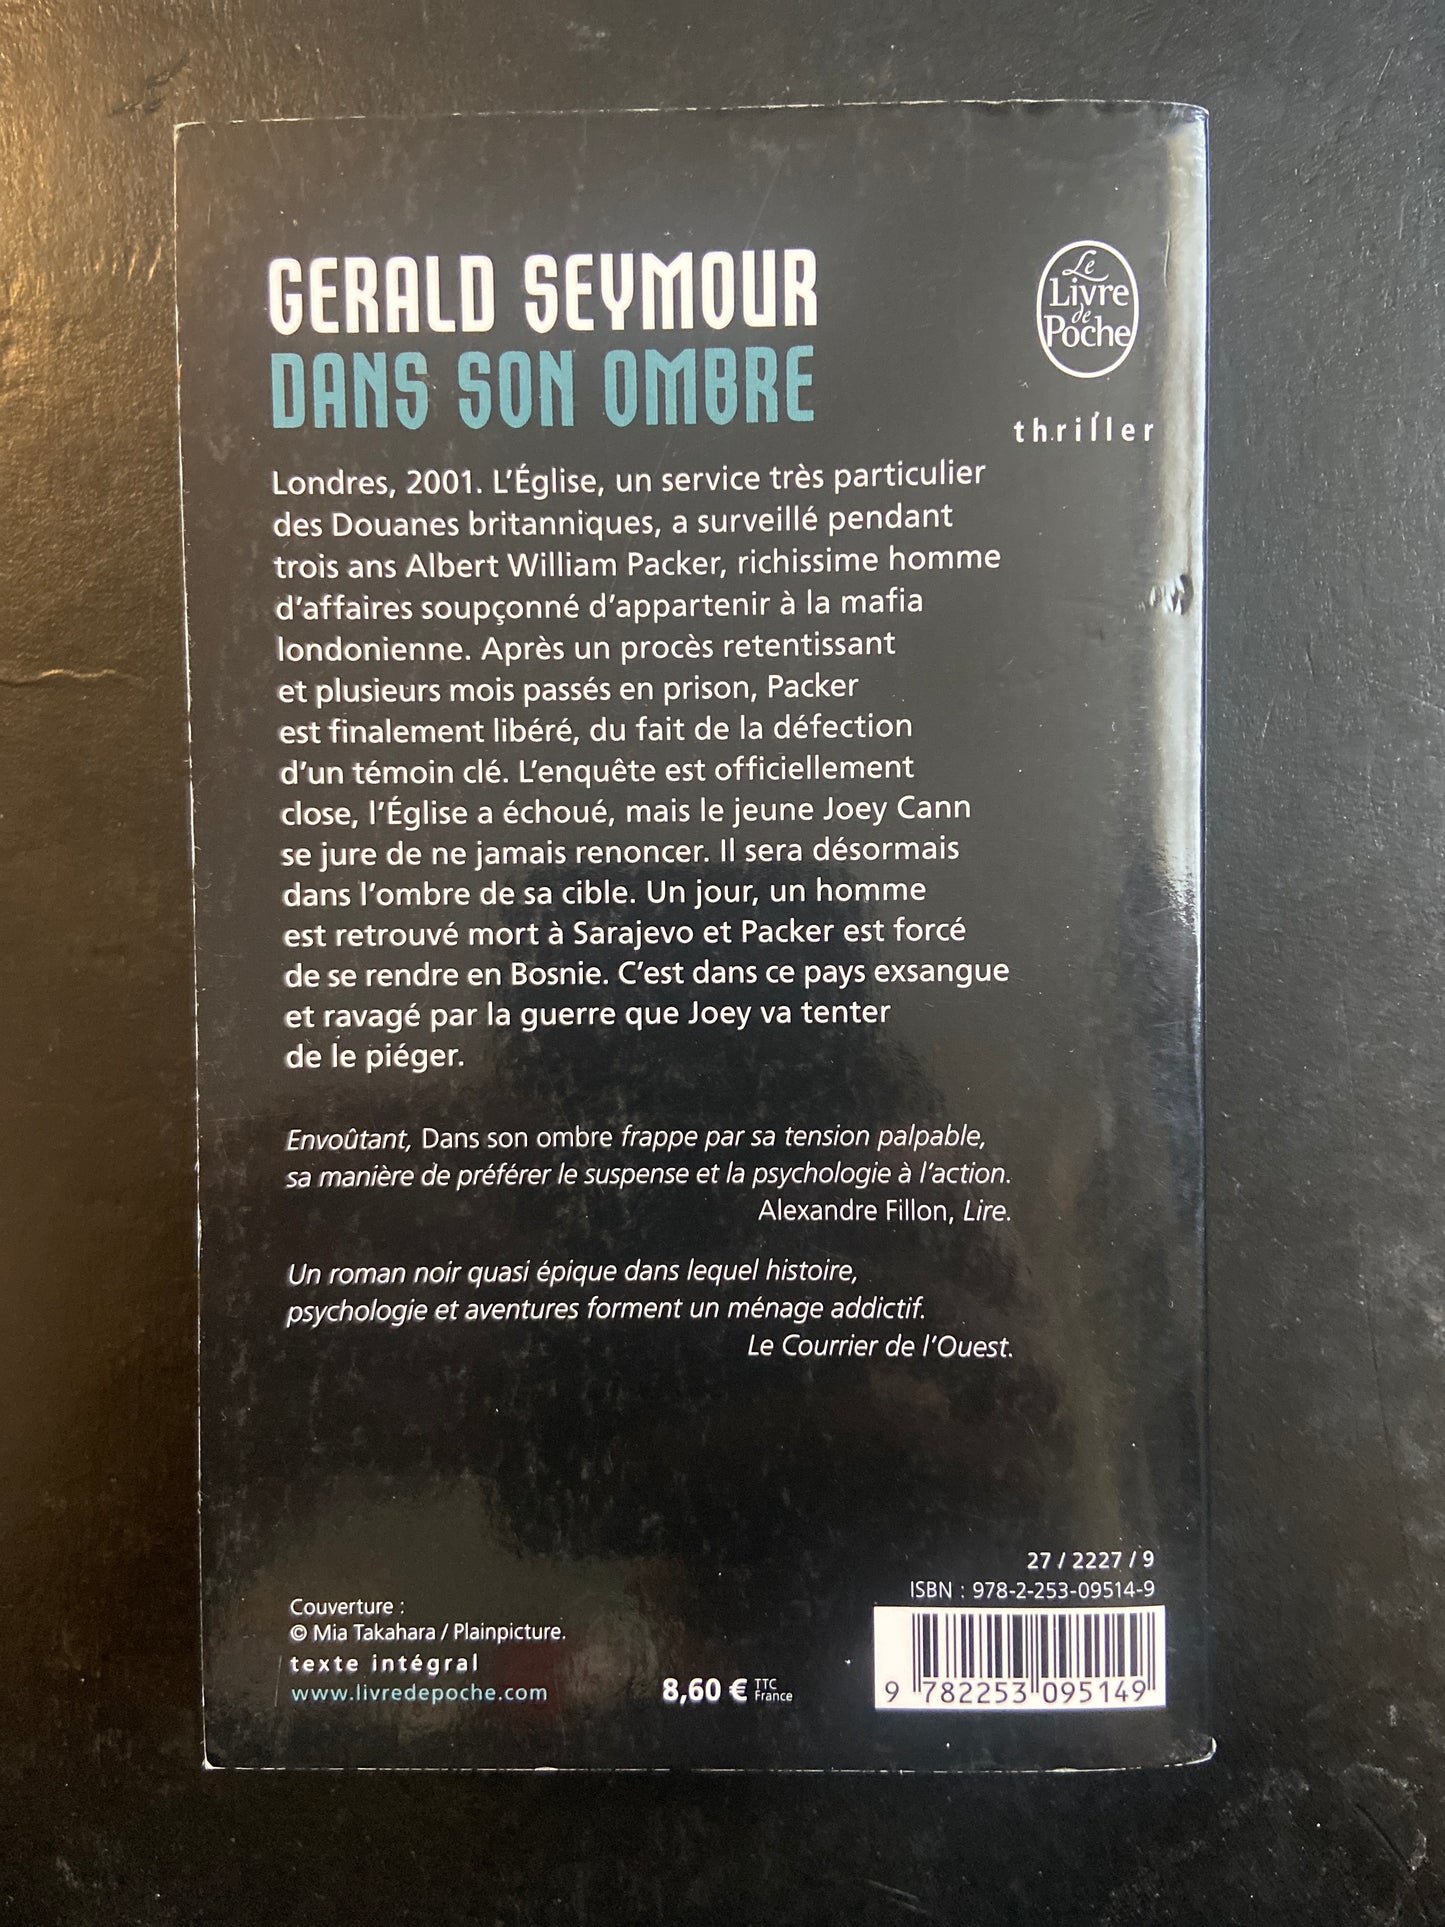 GERALD SEYMOUR
DANS SON OMBRE
Le
Livre
de
Poche
thriller
Londres, 2001. L’Église, un service très particulier
des Douanes britanniques, a surveillé pendant
trois ans Albert William Packer, richissime homme
d’affaires soupçonné d’appartenir à la mafia
londonienne. Après un procès retentissant
et plusieurs mois passés en prison, Packer
est finalement libéré, du fait de la défection
d’un témoin clé. L’enquête est officiellement
close, l’Église a échoué, mais le jeune Joey Cann
se jure de ne jamais renoncer. Il sera désormais
dans l’ombre de sa cible. Un jour, un homme
est retrouvé mort à Sarajevo et Packer est forcé
de se rendre en Bosnie. C’est dans ce pays exsangue
et ravagé par la guerre que Joey va tenter
de le piéger.
Envoûtant, Dans son ombre frappe par sa tension palpable,
sa manière de préférer le suspense et la psychologie à l’action.
Alexandre Fillon, Lire.
Un roman noir quasi épique dans lequel histoire,
psychologie et aventures forment un ménage addictif.
Le Courrier de l’Ouest.
27 / 2227 / 9
ISBN : 978-2-253-09514-9
Couverture :
© Mia Takahara / Plainpicture.
texte intégral
www.livredepoche.com
8,60 € TTC
France
9 782253 095149